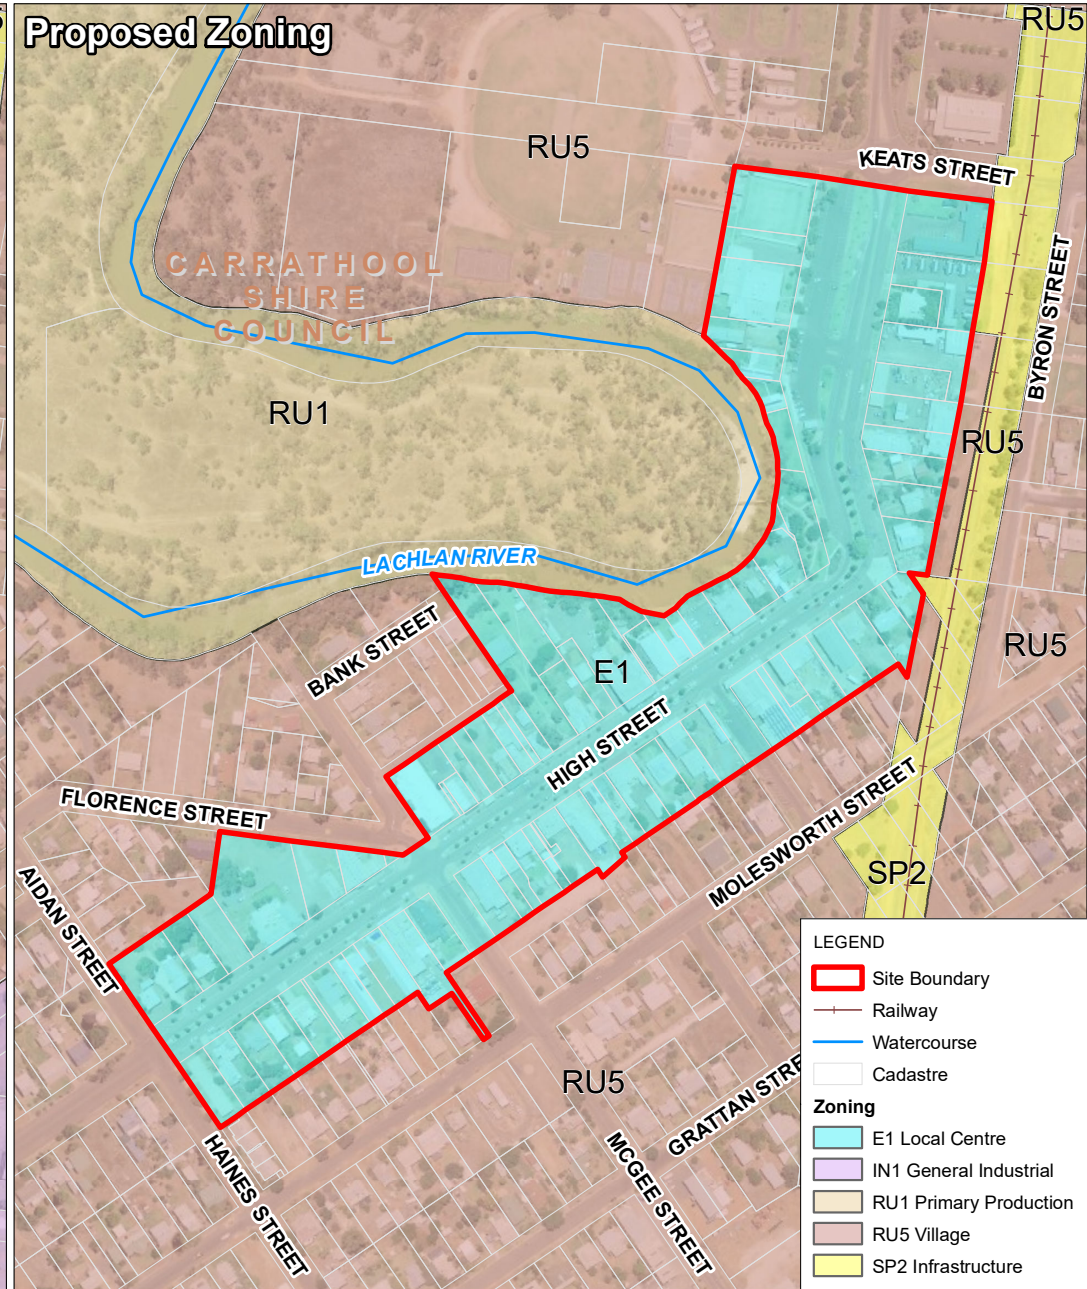 Proposed Zoning
RU5
RU5
KEATS STREET
CARRATHOOL
SHIRE
COUNCIL
BYRON STREET
RU1
RU5
LACHLAN RIVER
BANK STREET
E1
RU5
HIGH STREET
FLORENCE STREET
MOLESWORTH STREET
AIDAN STREET
SP2
RU5
GRATTAN STRE
HAINES STREET
MCGEE STREET
LEGEND
Site Boundary
Railway
Watercourse
Cadastre
Zoning
E1 Local Centre
IN1 General Industrial
RU1 Primary Production
RU5 Village
SP2 Infrastructure